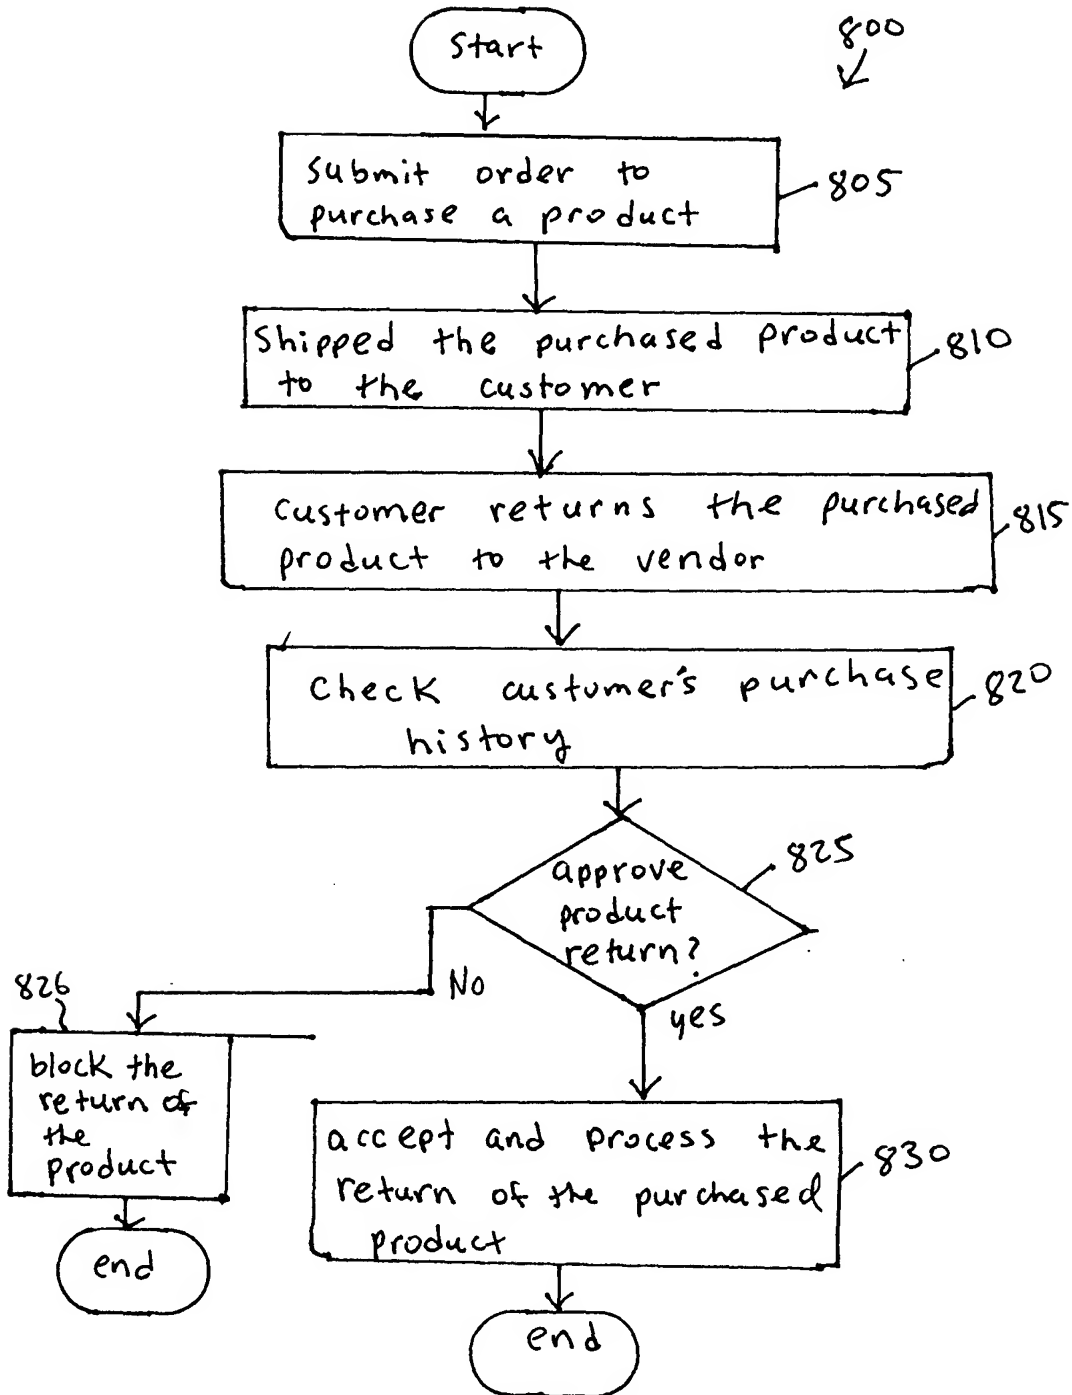 Start
800
submit order to
purchase a product
805
Shipped the purchased product
to the customer
810
customer returns the purchased
product to the vendor
815
Check customer's purchase
history
820
approve
product
return?
825
No
yes
826
block the
return of
the
product
end
accept and process the
return of the purchased
product
830
end